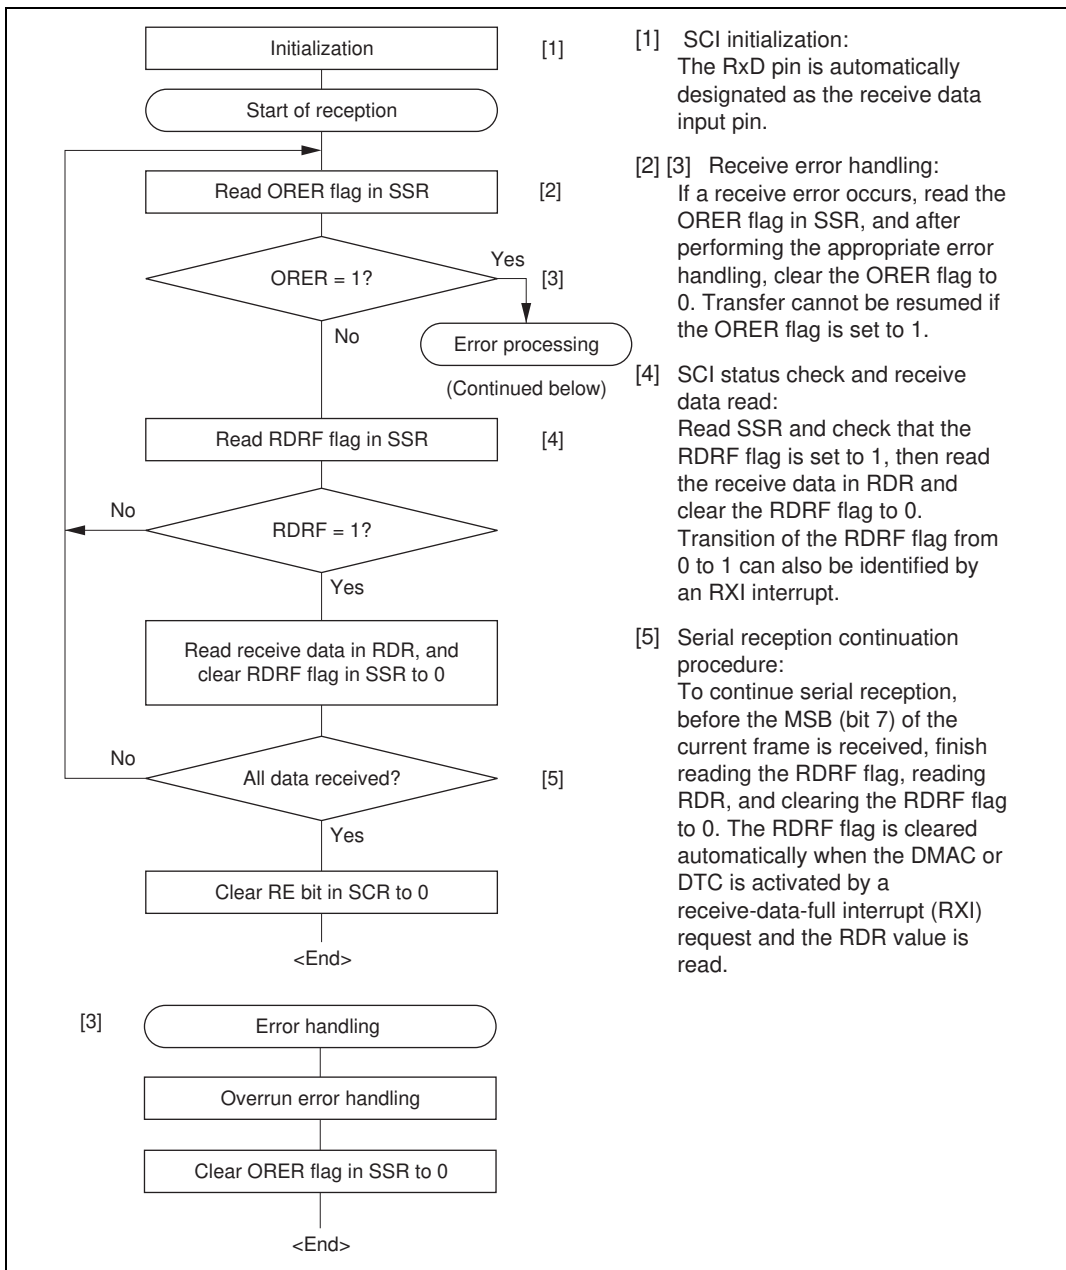 Initialization
[1]
Start of reception
Read ORER flag in SSR
[2]
ORER = 1?
Yes
[3]
No
Error processing
(Continued below)
Read RDRF flag in SSR
[4]
No
RDRF = 1?
Yes
Read receive data in RDR, and
clear RDRF flag in SSR to 0
No
All data received?
[5]
Yes
Clear RE bit in SCR to 0
<End>
[3]
Error handling
Overrun error handling
Clear ORER flag in SSR to 0
<End>
[1] SCI initialization:
The RxD pin is automatically
designated as the receive data
input pin.
[2] [3] Receive error handling:
If a receive error occurs, read the
ORER flag in SSR, and after
performing the appropriate error
handling, clear the ORER flag to
0. Transfer cannot be resumed if
the ORER flag is set to 1.
[4] SCI status check and receive
data read:
Read SSR and check that the
RDRF flag is set to 1, then read
the receive data in RDR and
clear the RDRF flag to 0.
Transition of the RDRF flag from
0 to 1 can also be identified by
an RXI interrupt.
[5] Serial reception continuation
procedure:
To continue serial reception,
before the MSB (bit 7) of the
current frame is received, finish
reading the RDRF flag, reading
RDR, and clearing the RDRF flag
to 0. The RDRF flag is cleared
automatically when the DMAC or
DTC is activated by a
receive-data-full interrupt (RXI)
request and the RDR value is
read.